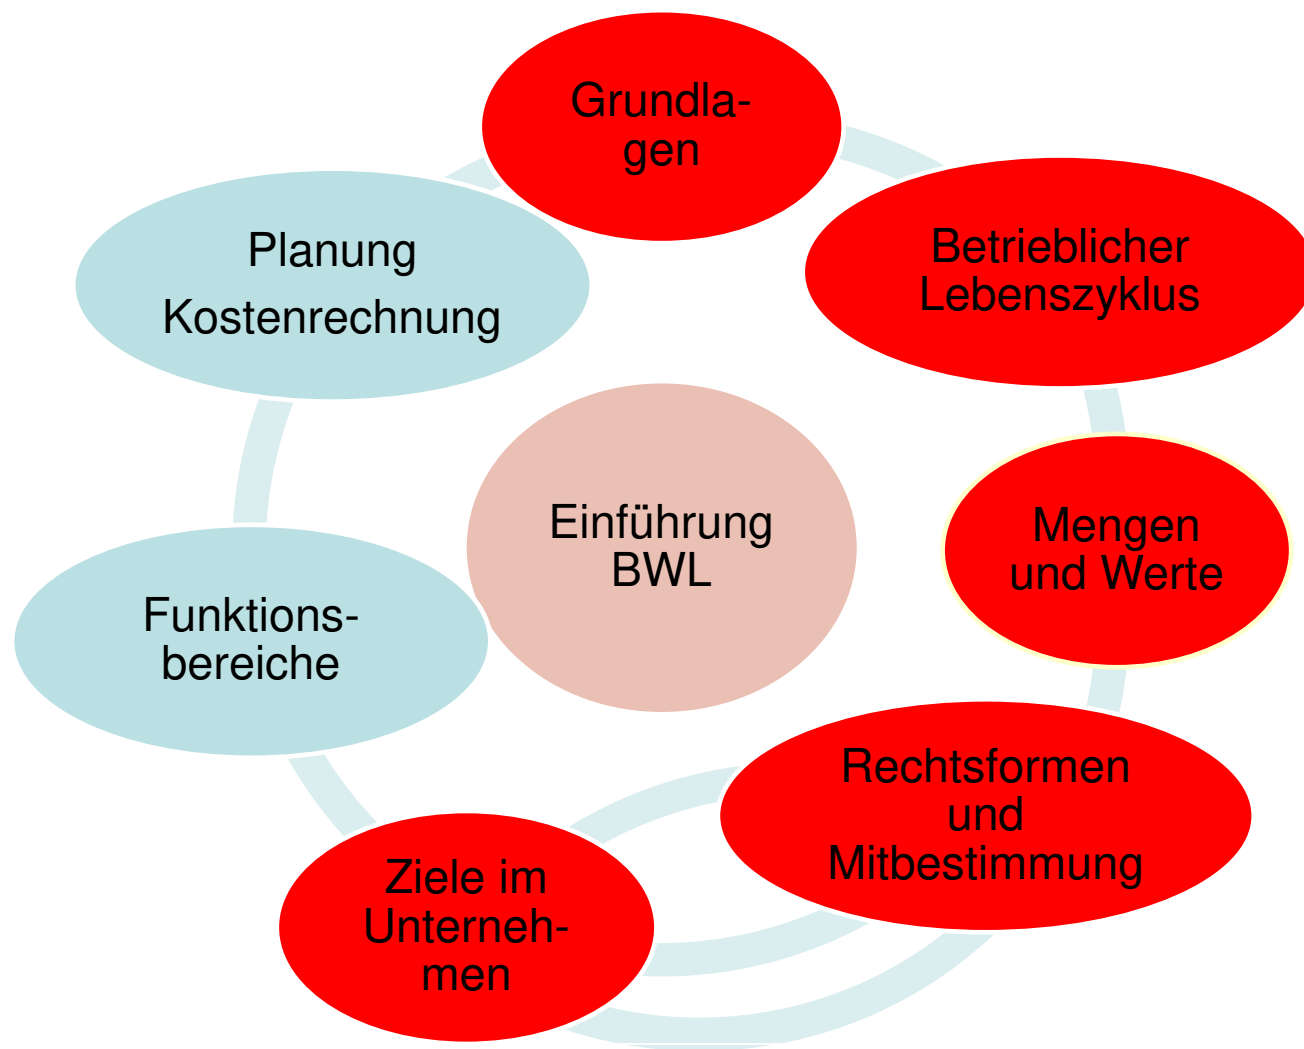 Grundla-
gen
Betrieblicher
Lebenszyklus
Mengen
und Werte
Rechtsformen
und
Mitbestimmung
Ziele im
Unterneh-
men
Funktions-
bereiche
Planung
Kostenrechnung
Einführung
BWL